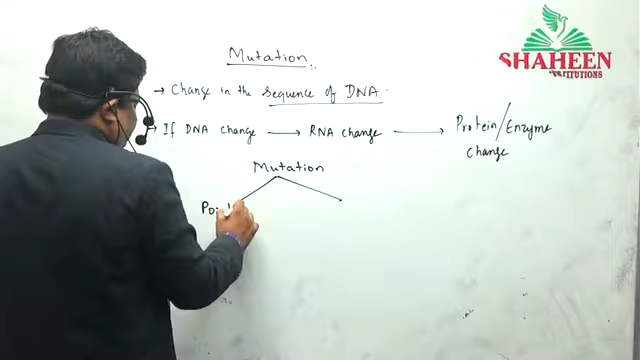 SHAHEEN
Mutation
→ Change in the sequence of DNA.
→ If DNA change → RNA change → Protein/Enzyme change
Mutation